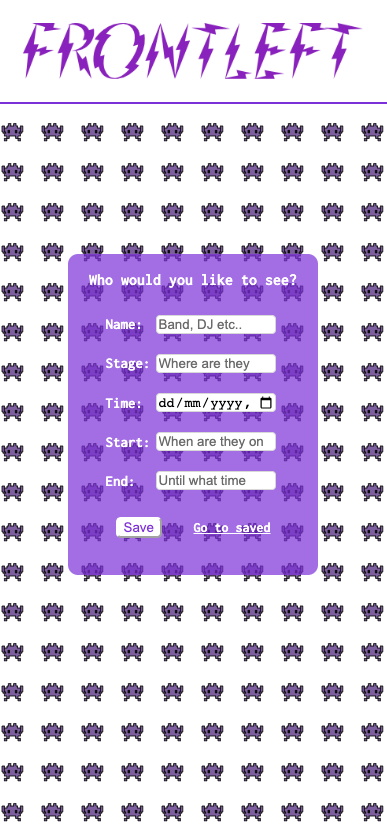 FRONTLEFT
Who would you like to see?
Name: Band, DJ etc..
Stage: Where are they
Time: dd/mm/yyyy,
Start: When are they on
End: Until what time
Save Go to saved